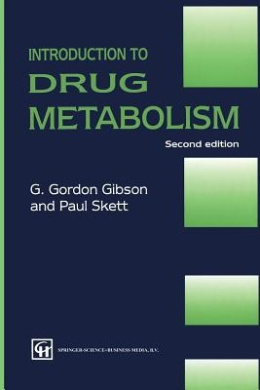 INTRODUCTION TO
DRUG
METABOLISM
Second edition
G. Gordon Gibson
and Paul Skett
SPRINGER-SCIENCE+BUSINESS MEDIA, B.V.